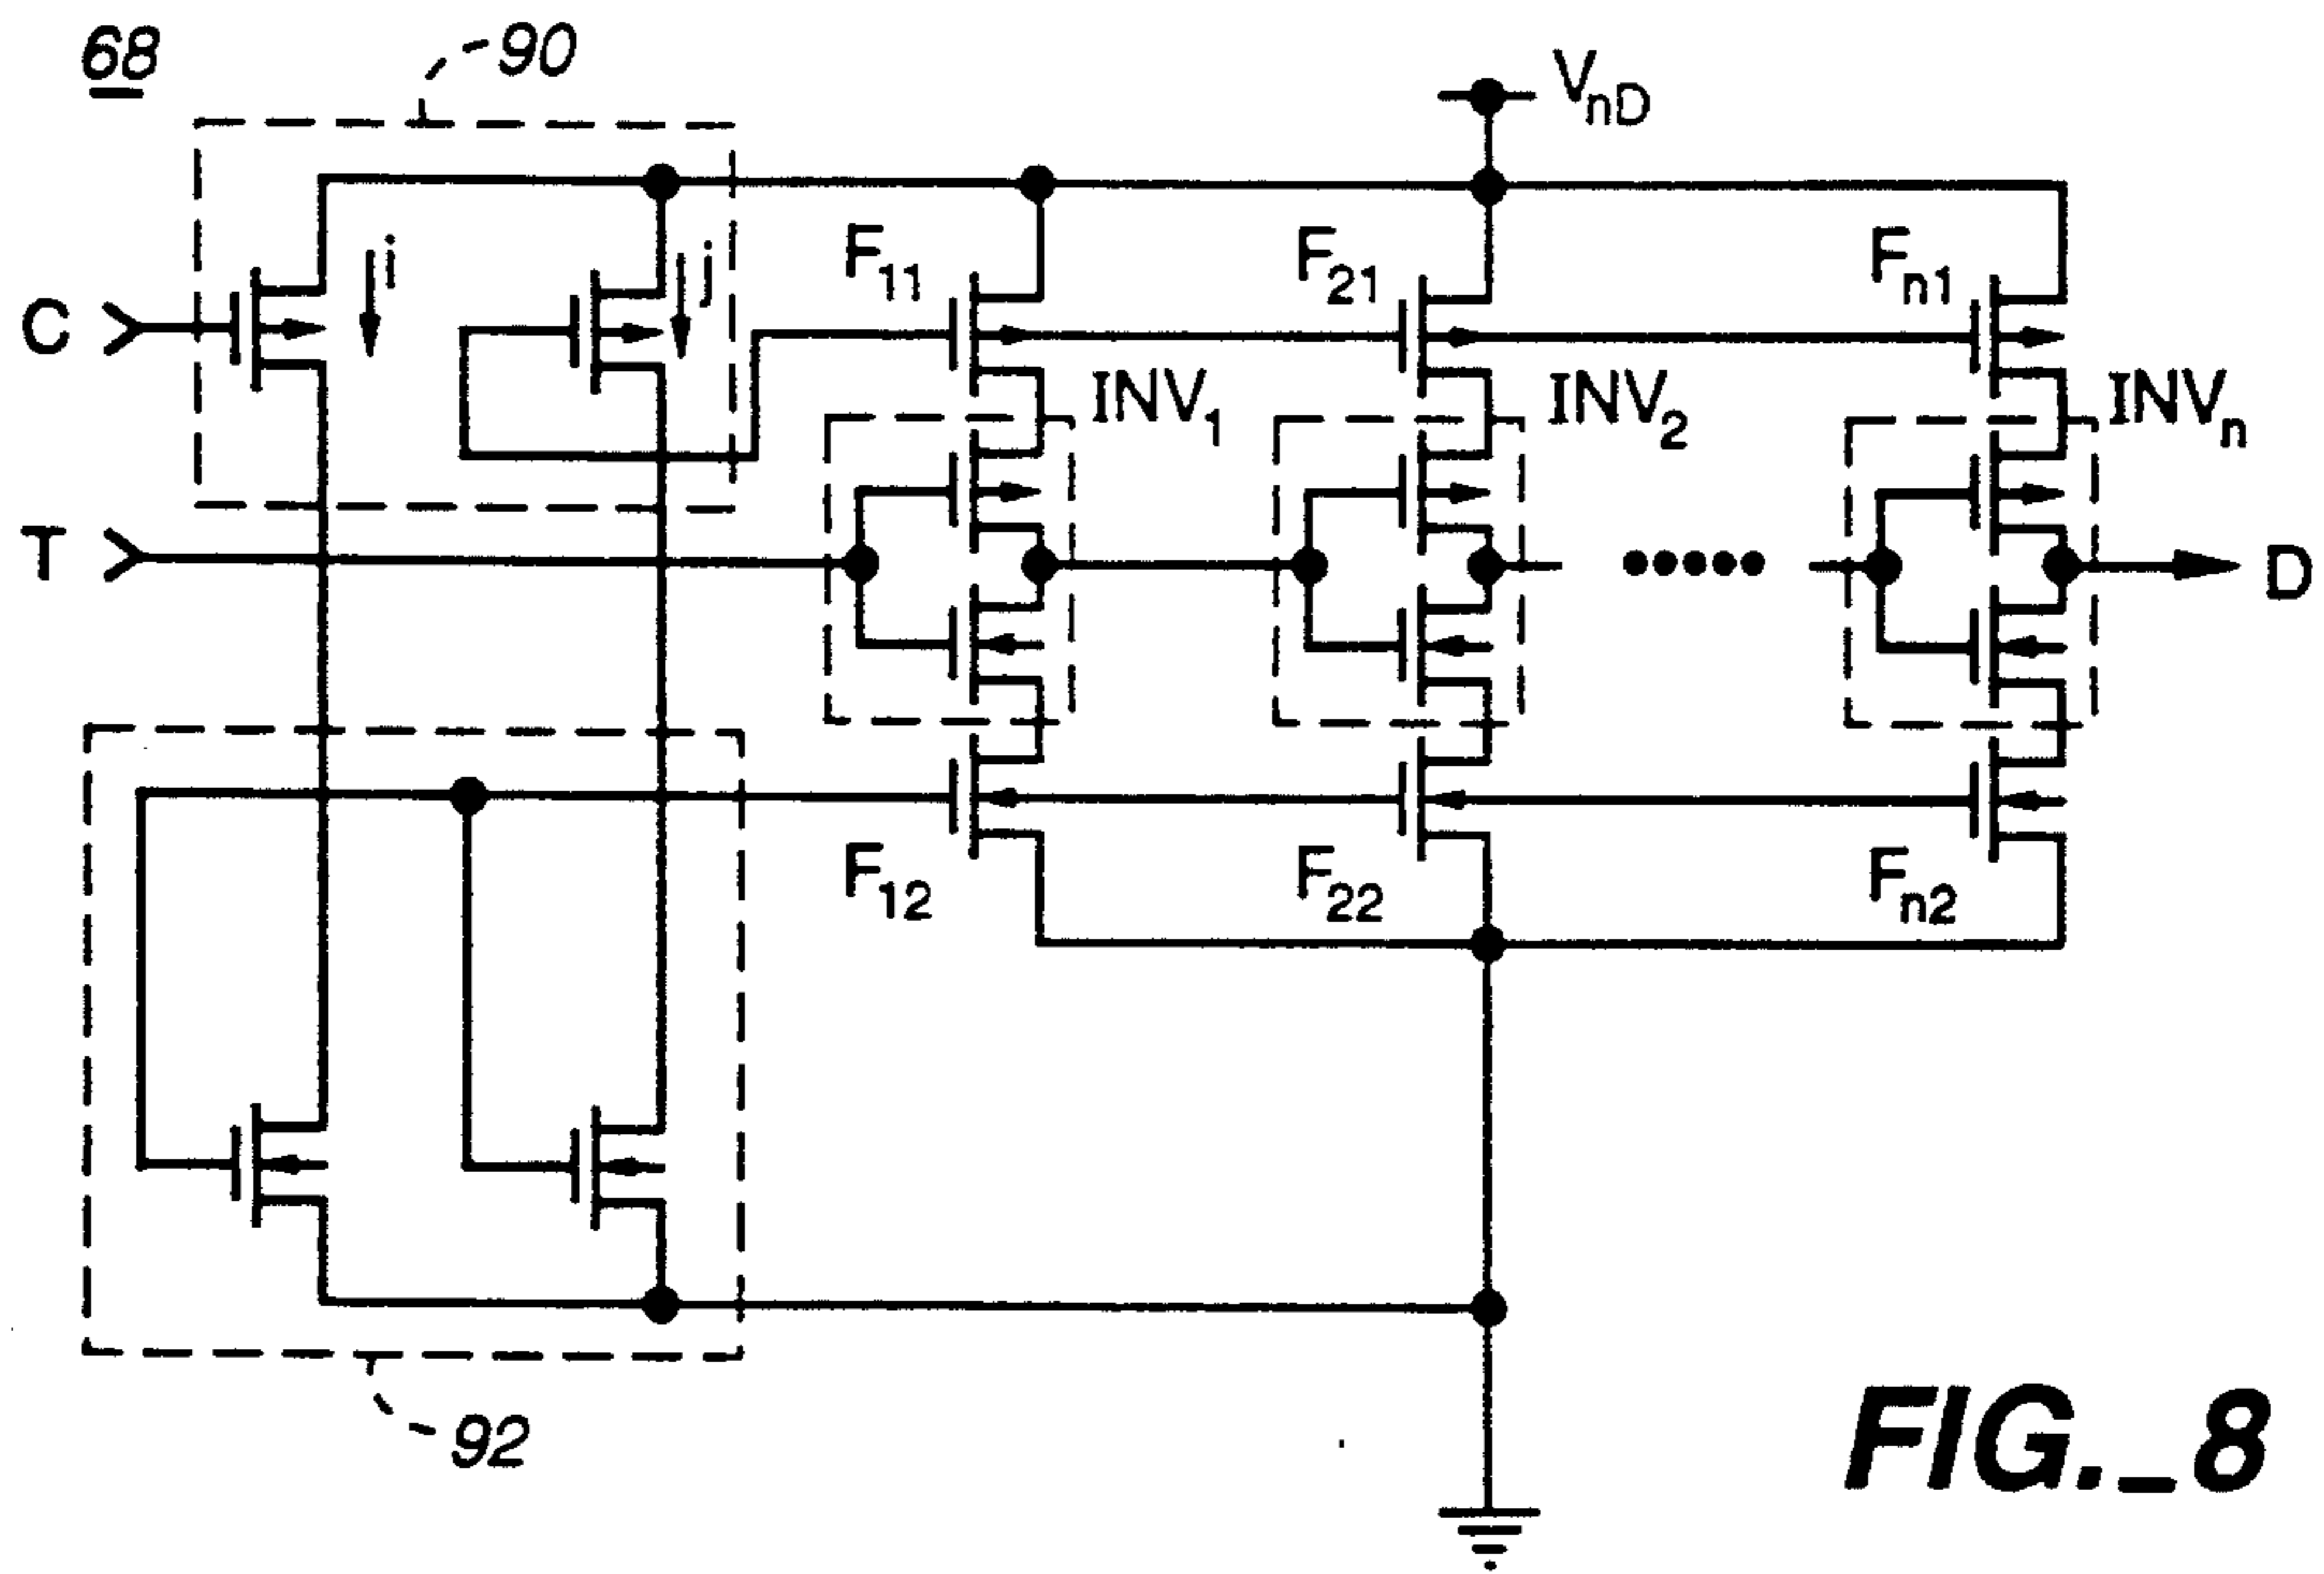 68
90
VnD
C
i
j
F11
F21
Fn1
INV1
INV2
INVn
T
D
F12
F22
Fn2
92
FIG._8